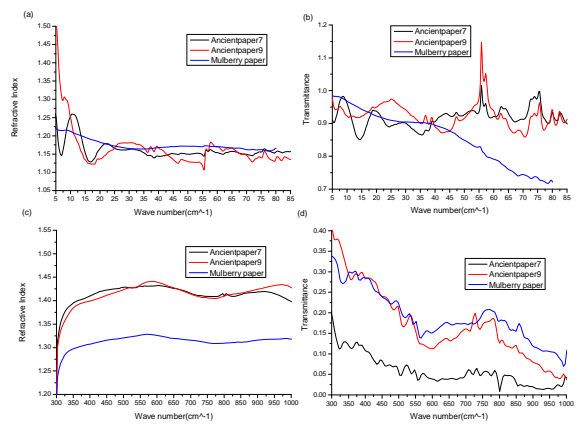 (a)
1.50
1.45
1.40
1.35
1.30
1.25
1.20
1.15
1.10
1.05
Refractive Index
Ancientpaper7
Ancientpaper9
Mulberry paper
5 10 15 20 25 30 35 40 45 50 55 60 65 70 75 80 85
Wave number(cm^-1)
(b)
1.2
1.1
1.0
0.9
0.8
0.7
Transmittance
Ancientpaper7
Ancientpaper9
Mulberry paper
5 10 15 20 25 30 35 40 45 50 55 60 65 70 75 80 85
Wave number(cm^-1)
(c)
1.50
1.45
1.40
1.35
1.30
1.25
1.20
Refractive Index
Ancientpaper7
Ancientpaper9
Mulberry paper
300 350 400 450 500 550 600 650 700 750 800 850 900 950 1000
Wave number(cm^-1)
(d)
0.40
0.35
0.30
0.25
0.20
0.15
0.10
0.05
0.00
Transmittance
Ancientpaper7
Ancientpaper9
Mulberry paper
300 350 400 450 500 550 600 650 700 750 800 850 900 950 1000
Wave number(cm^-1)